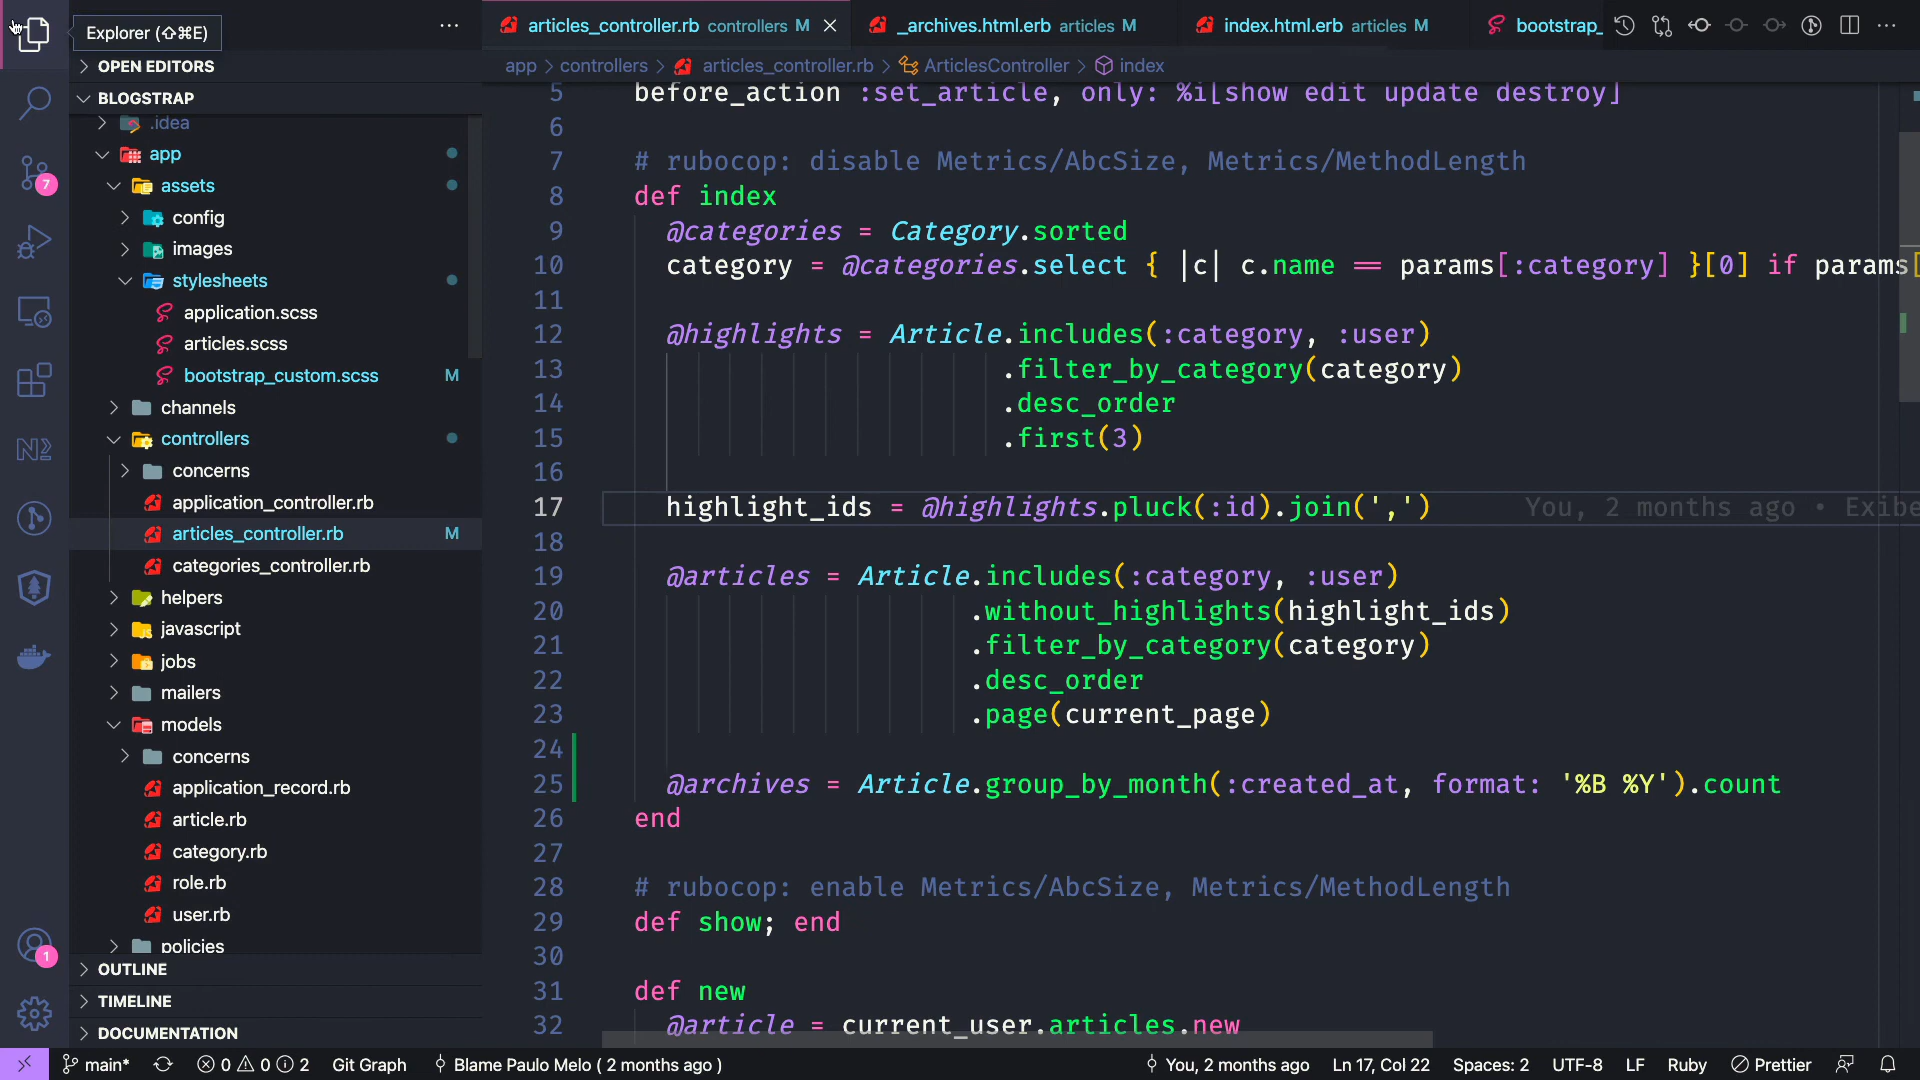 Explorer (⇧⌘E)
OPEN EDITORS
BLOGSTRAP
.idea
app
assets
config
images
stylesheets
application.scss
articles.scss
bootstrap_custom.scss M
channels
controllers
concerns
application_controller.rb
articles_controller.rb M
categories_controller.rb
helpers
javascript
jobs
mailers
models
concerns
application_record.rb
article.rb
category.rb
role.rb
user.rb
policies
OUTLINE
TIMELINE
DOCUMENTATION
7
1
articles_controller.rb controllers M
_archives.html.erb articles M
index.html.erb articles M
bootstrap_
app > controllers > articles_controller.rb > ArticlesController > index
5 before_action :set_article, only: %i[show edit update destroy]
6
7 # rubocop: disable Metrics/AbcSize, Metrics/MethodLength
8 def index
9 @categories = Category.sorted
10 category = @categories.select { |c| c.name == params[:category] }[0] if params[
11
12 @highlights = Article.includes(:category, :user)
13 .filter_by_category(category)
14 .desc_order
15 .first(3)
16
17 highlight_ids = @highlights.pluck(:id).join(',') You, 2 months ago • Exibe
18
19 @articles = Article.includes(:category, :user)
20 .without_highlights(highlight_ids)
21 .filter_by_category(category)
22 .desc_order
23 .page(current_page)
24
25 @archives = Article.group_by_month(:created_at, format: '%B %Y').count
26 end
27
28 # rubocop: enable Metrics/AbcSize, Metrics/MethodLength
29 def show; end
30
31 def new
32 @article = current_user.articles.new
main* 0 0 2 Git Graph Blame Paulo Melo ( 2 months ago ) You, 2 months ago Ln 17, Col 22 Spaces: 2 UTF-8 LF Ruby Prettier